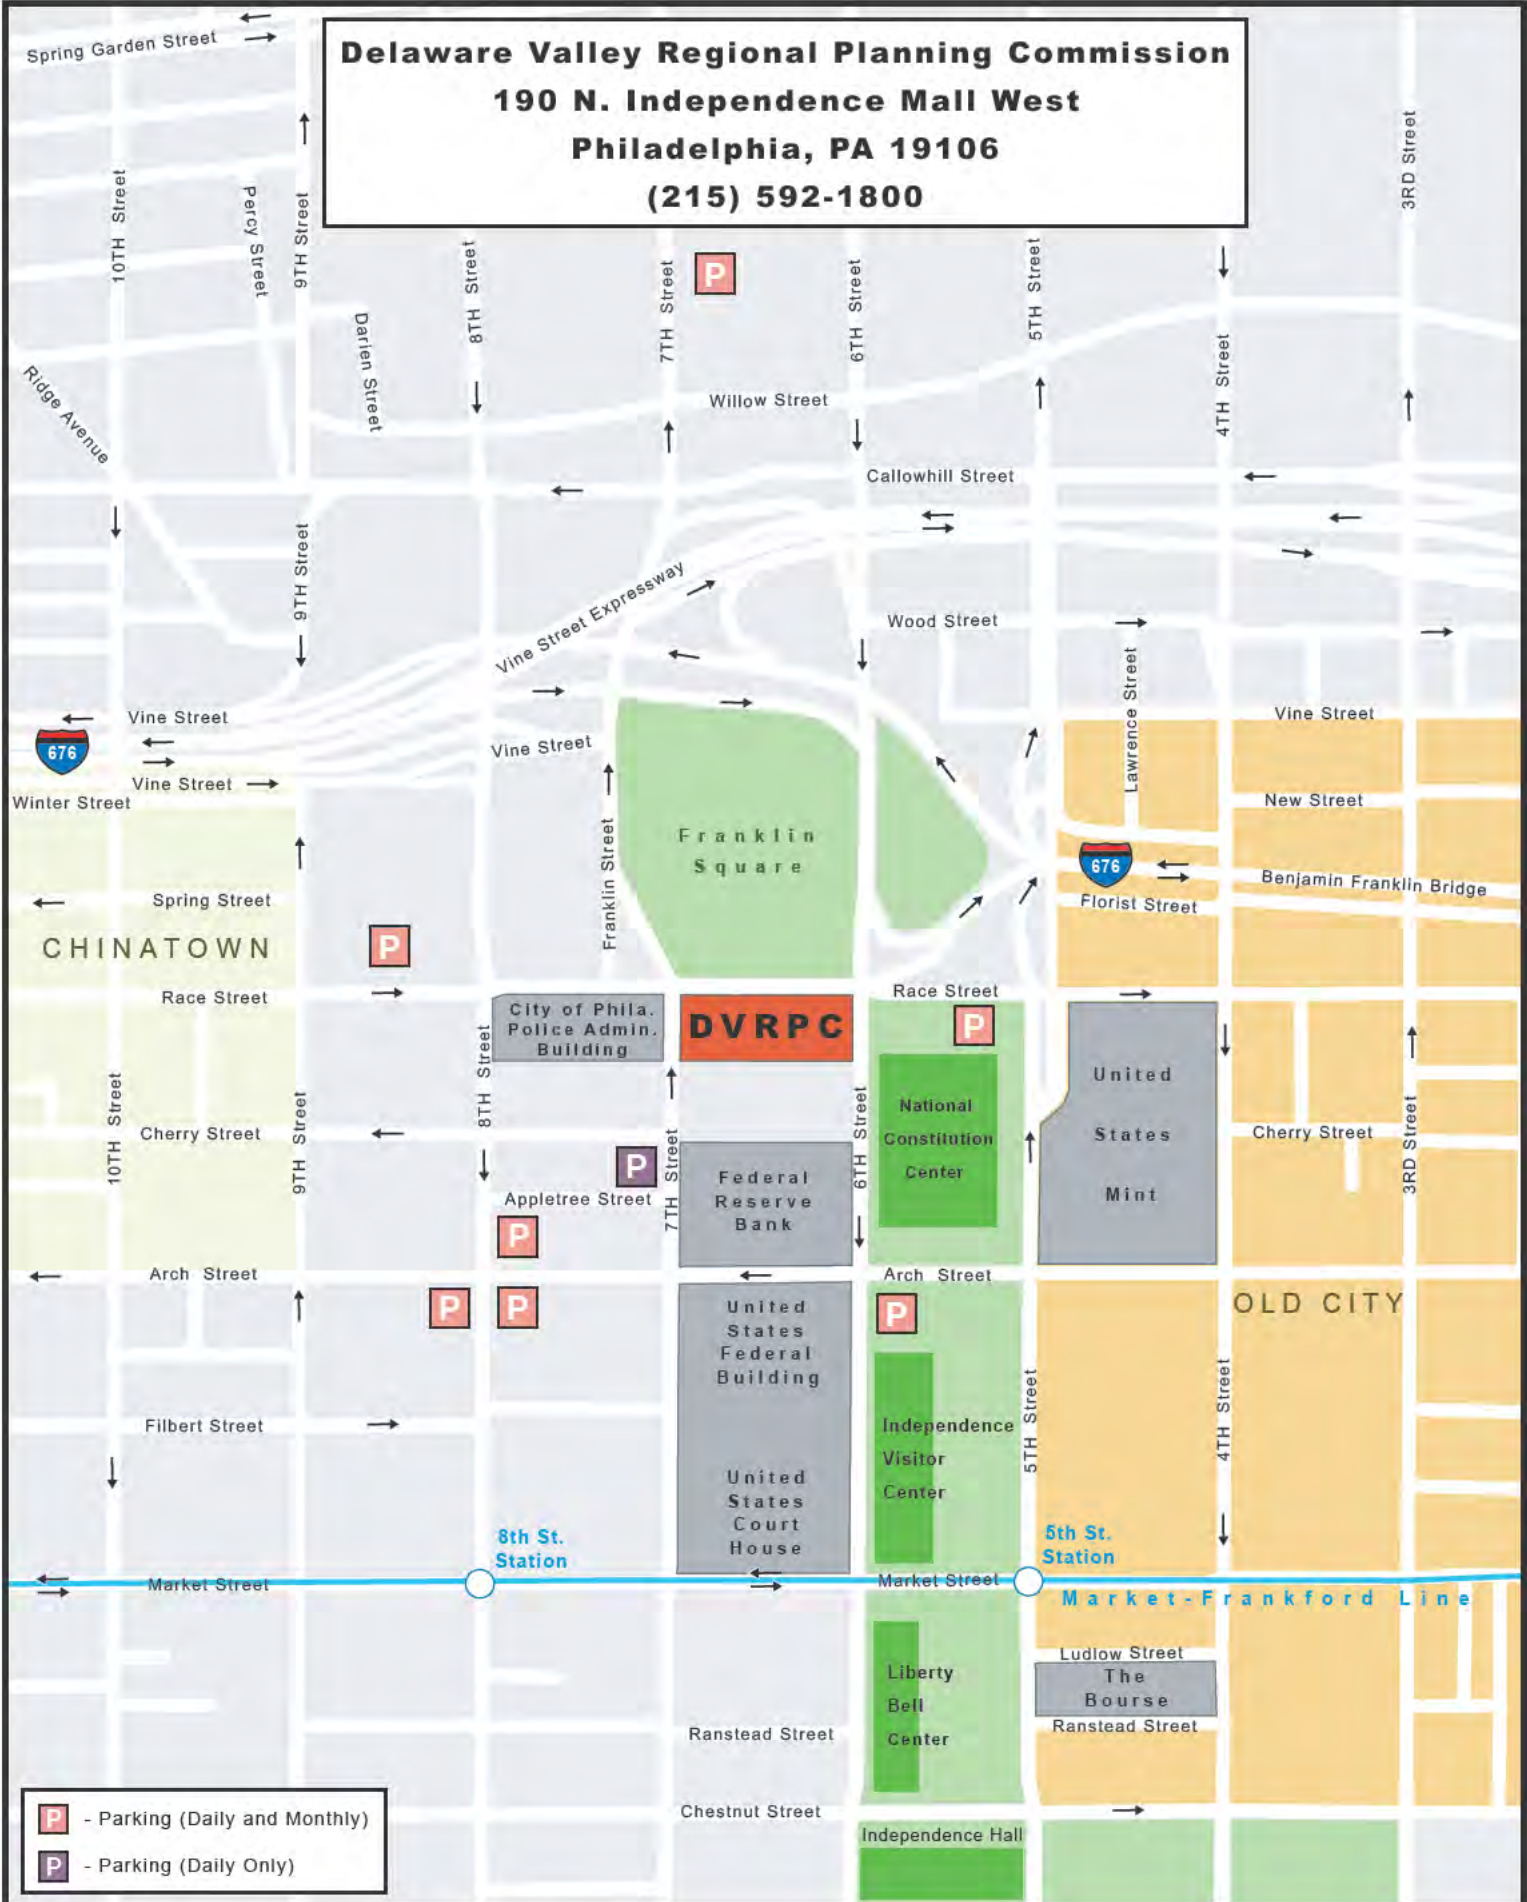 Delaware Valley Regional Planning Commission
190 N. Independence Mall West
Philadelphia, PA 19106
(215) 592-1800
Spring Garden Street
10TH Street
Percy Street
9TH Street
8TH Street
7TH Street
P
6TH Street
5TH Street
4TH Street
3RD Street
Darien Street
Ridge Avenue
Willow Street
Callowhill Street
9TH Street
Vine Street Expressway
Wood Street
Lawrence Street
Vine Street
Vine Street
676
Vine Street
Vine Street
Winter Street
New Street
Franklin
Square
Franklin Street
676
Benjamin Franklin Bridge
Florist Street
Spring Street
CHINATOWN
P
Race Street
Race Street
City of Phila.
Police Admin.
Building
DVRPC
P
8TH Street
United
States
Mint
National
Constitution
Center
10TH Street
9TH Street
Cherry Street
Cherry Street
3RD Street
6TH Street
7TH Street
P
Federal
Reserve
Bank
Appletree Street
P
Arch Street
Arch Street
P
P
P
United
States
Federal
Building
OLD CITY
5TH Street
4TH Street
Filbert Street
Independence
Visitor
Center
United
States
Court
House
8th St.
Station
5th St.
Station
Market Street
Market Street
Market-Frankford Line
Ludlow Street
The
Bourse
Ranstead Street
Liberty
Bell
Center
Ranstead Street
Chestnut Street
Independence Hall
P - Parking (Daily and Monthly)
P - Parking (Daily Only)